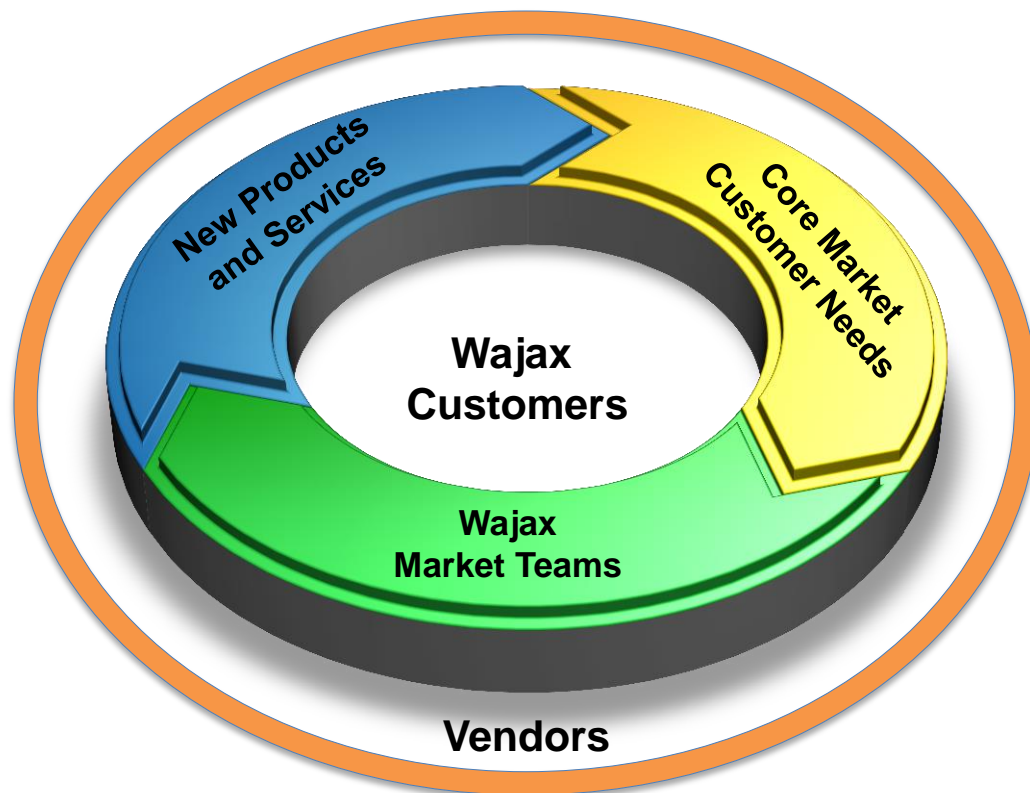 New Products
and Services
Core Market
Customer Needs
Wajax
Customers
Wajax
Market Teams
Vendors